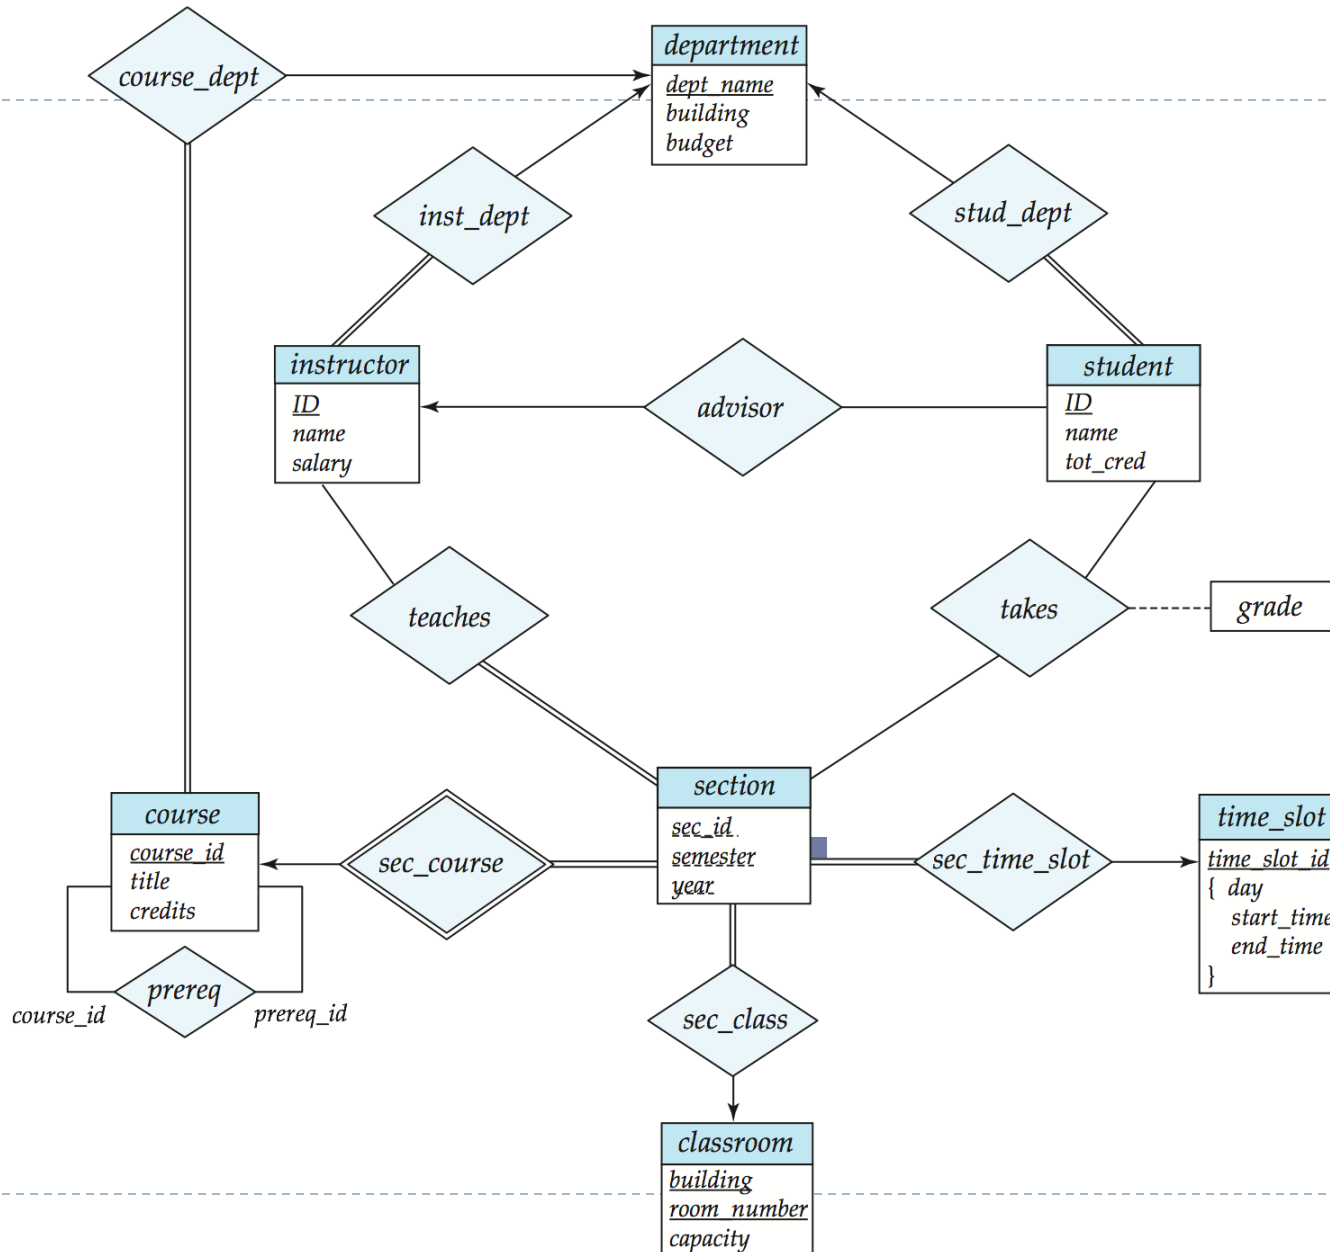 course_dept
department
dept_name
building
budget
inst_dept
stud_dept
instructor
ID
name
salary
advisor
student
ID
name
tot_cred
teaches
takes
grade
course
course_id
title
credits
sec_course
section
sec_id
semester
year
sec_time_slot
time_slot
time_slot_id
{ day
start_time
end_time
}
prereq
course_id
prereq_id
sec_class
classroom
building
room_number
capacity